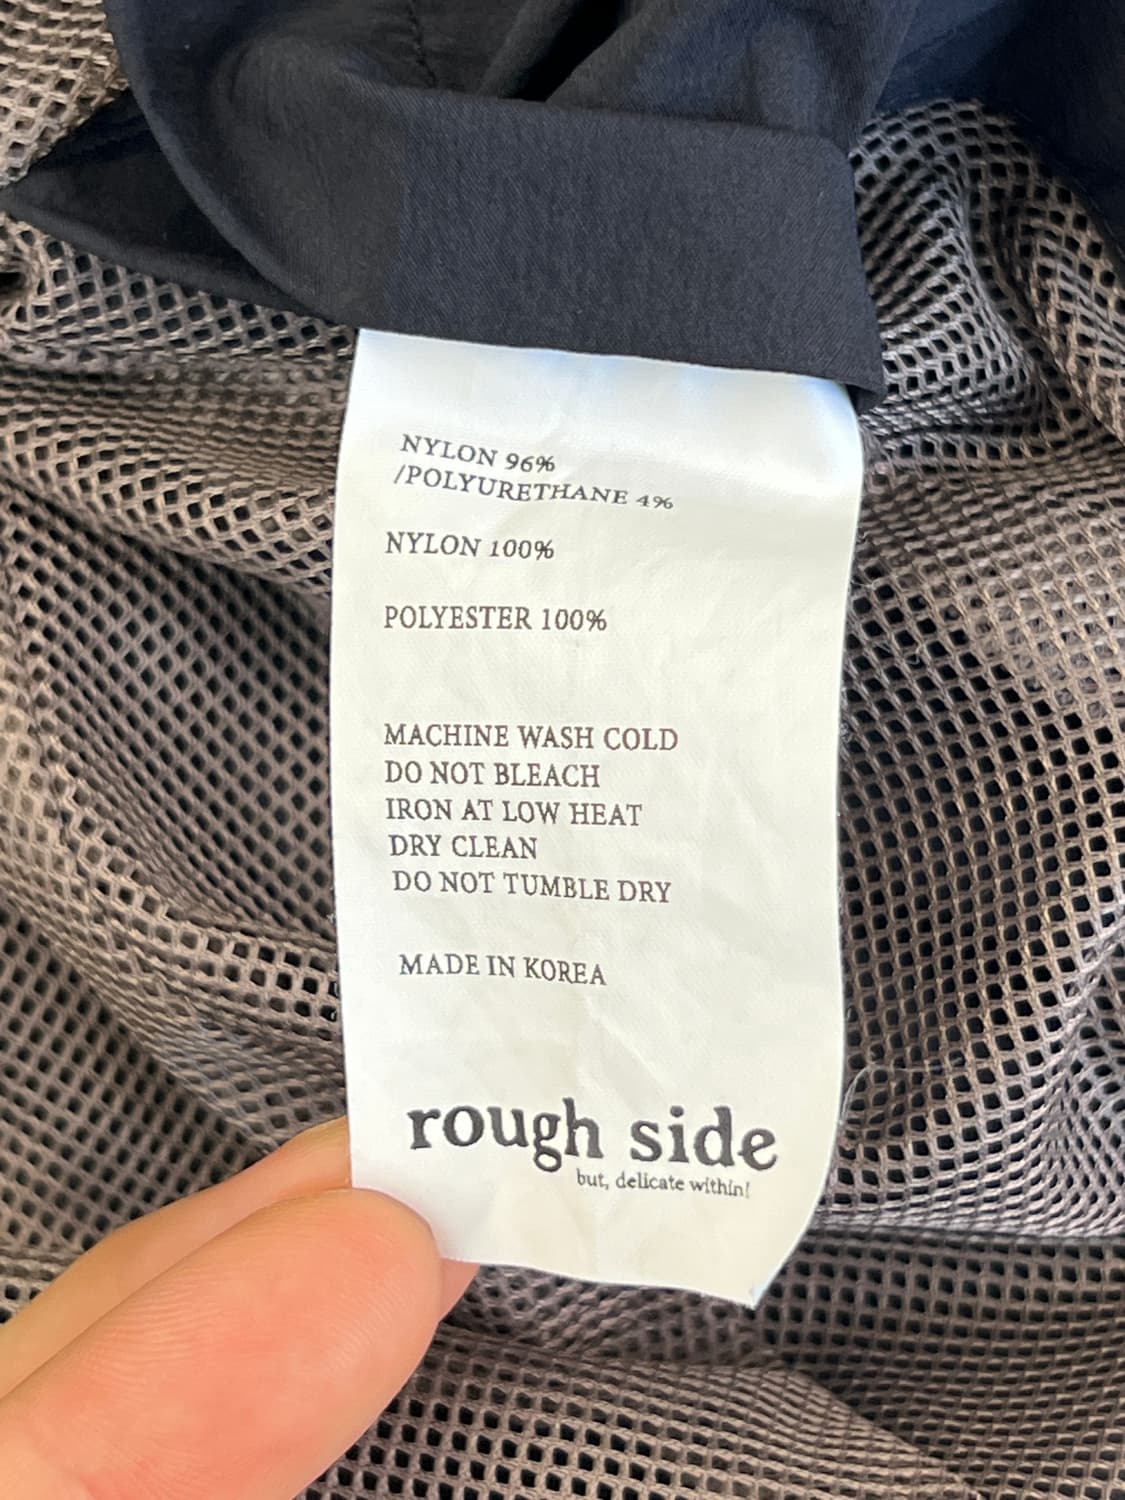 NYLON 96%
/POLYURETHANE 4%
NYLON 100%
POLYESTER 100%
MACHINE WASH COLD
DO NOT BLEACH
IRON AT LOW HEAT
DRY CLEAN
DO NOT TUMBLE DRY
MADE IN KOREA
rough side
but, delicate within!